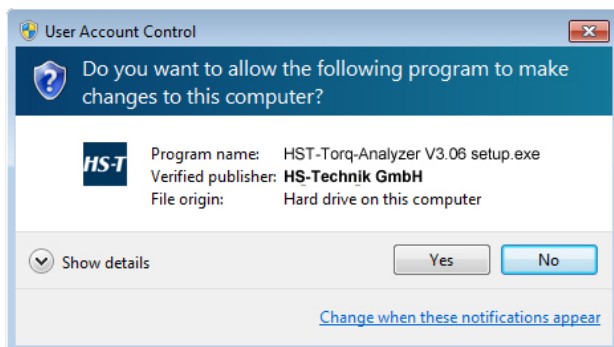 User Account Control
Do you want to allow the following program to make
changes to this computer?
HS-T
Program name: HST-Torq-Analyzer V3.06 setup.exe
Verified publisher: HS-Technik GmbH
File origin: Hard drive on this computer
Show details
Yes
No
Change when these notifications appear